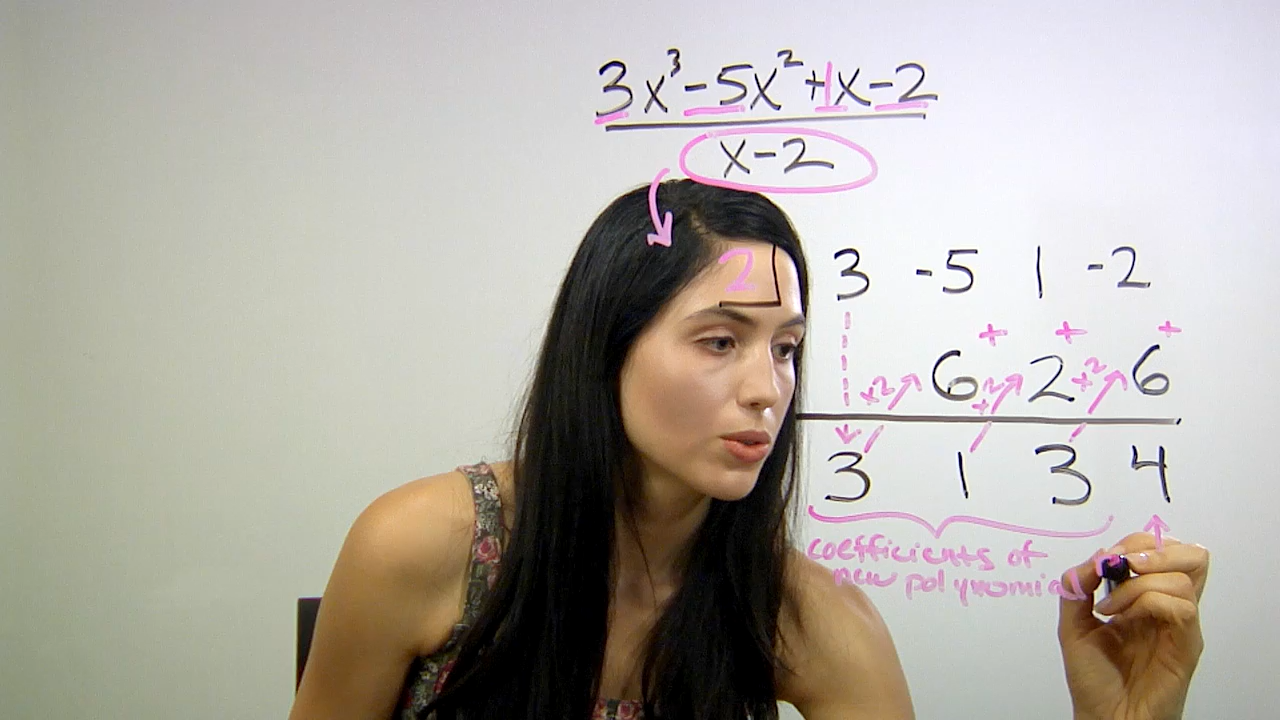 3x³-5x²+1x-2
x-2
2 3 -5 1 -2
+ + +
×2 6 ×2 2 ×2 6
3 1 3 4
coefficients of
new polynomial